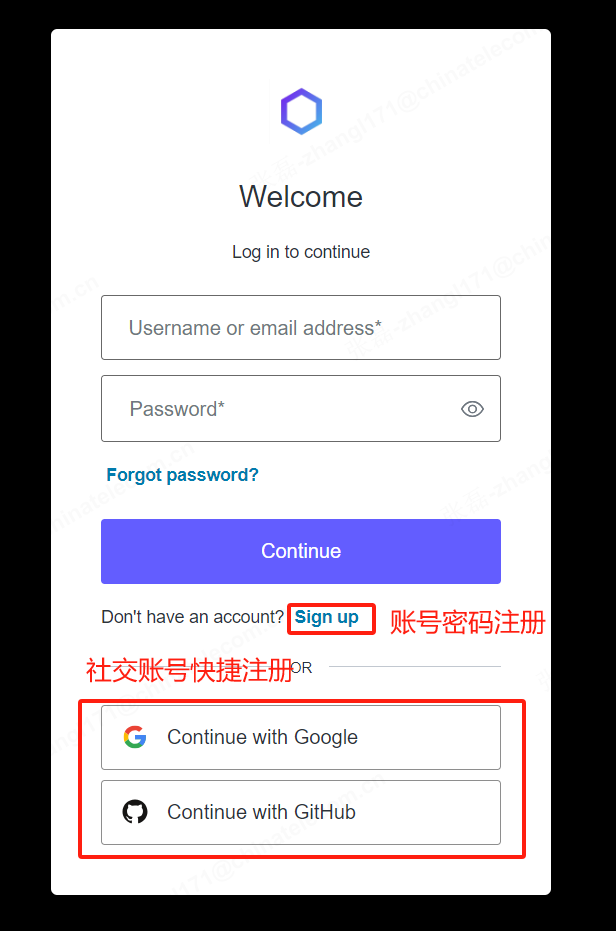 Welcome
Log in to continue
Username or email address*
Password*
Forgot password?
Continue
Don't have an account? Sign up 账号密码注册
社交账号快捷注册 OR
Continue with Google
Continue with GitHub